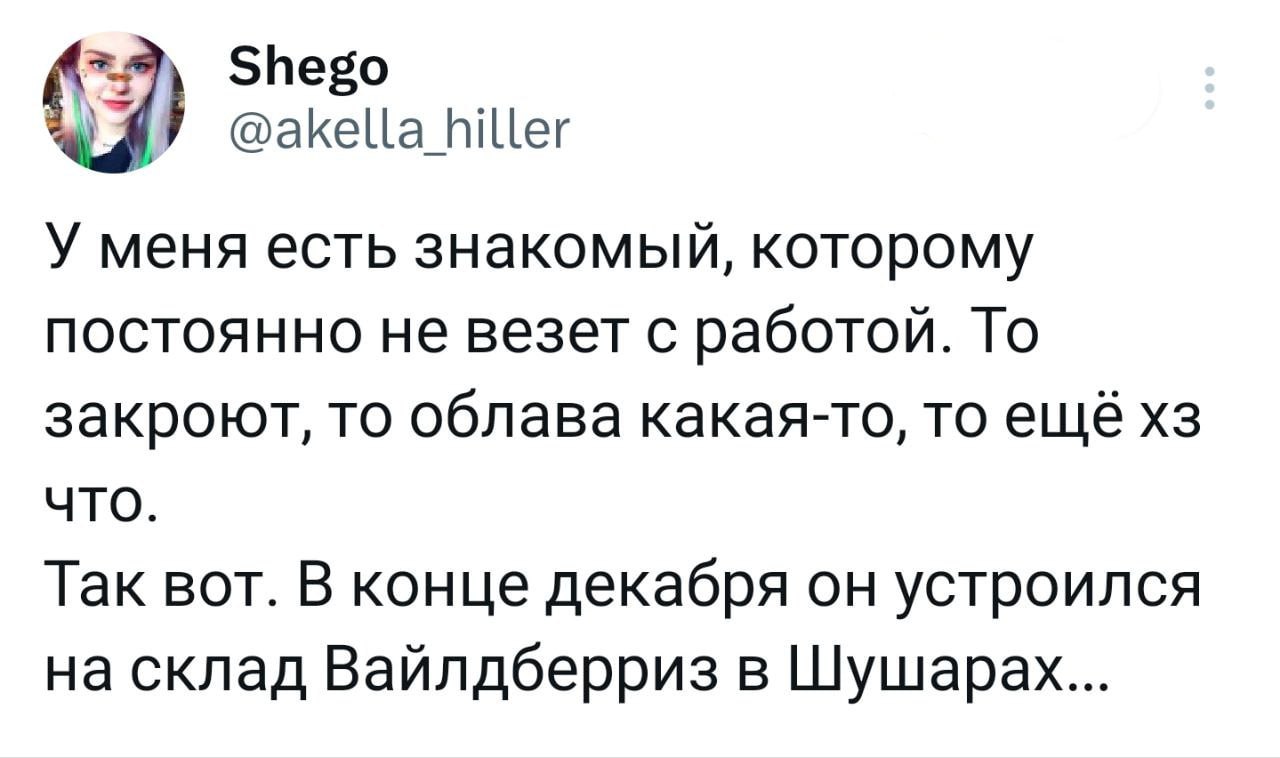 Shego
@akella_hiller
У меня есть знакомый, которому
постоянно не везет с работой. То
закроют, то облава какая-то, то ещё хз
что.
Так вот. В конце декабря он устроился
на склад Вайлдберриз в Шушарах...